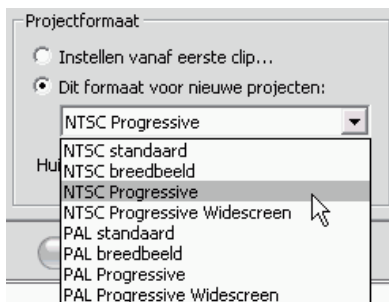 Projectformaat
Instellen vanaf eerste clip...
Dit formaat voor nieuwe projecten:
NTSC Progressive
NTSC standaard
NTSC breedbeeld
NTSC Progressive
NTSC Progressive Widescreen
PAL standaard
PAL breedbeeld
PAL Progressive
PAL Progressive Widescreen